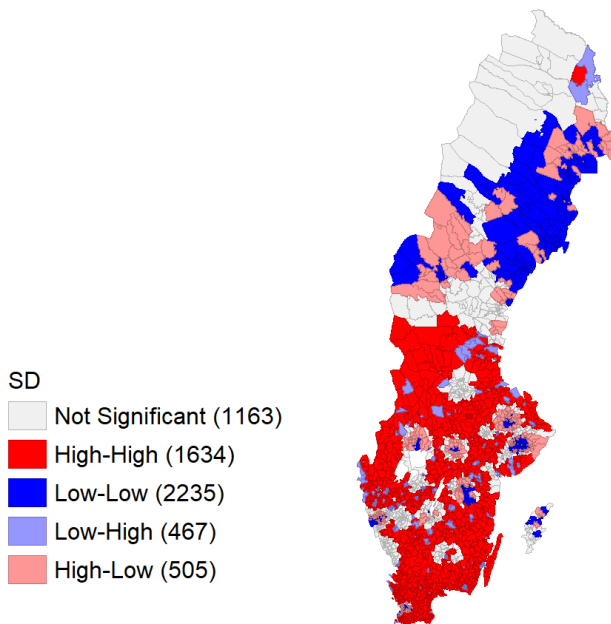 SD
Not Significant (1163)
High-High (1634)
Low-Low (2235)
Low-High (467)
High-Low (505)